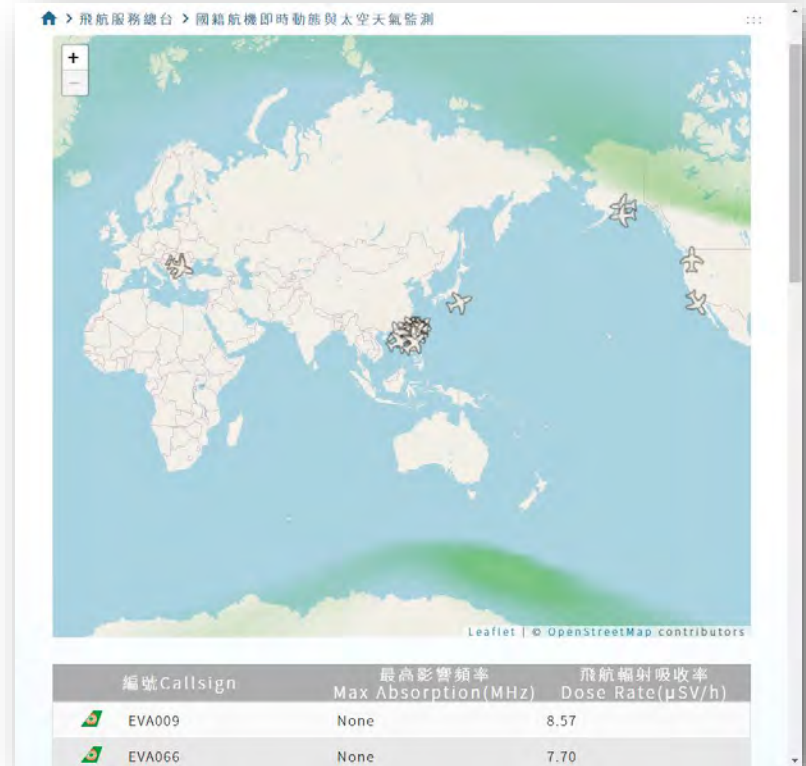 > 飛航服務總台 > 國籍航機即時動態與太空天氣監測
+
−
Leaflet | © OpenStreetMap contributors
編號Callsign 最高影響頻率 Max Absorption(MHz) 飛航輻射吸收率 Dose Rate(μSV/h)
EVA009 None 8.57
EVA066 None 7.70